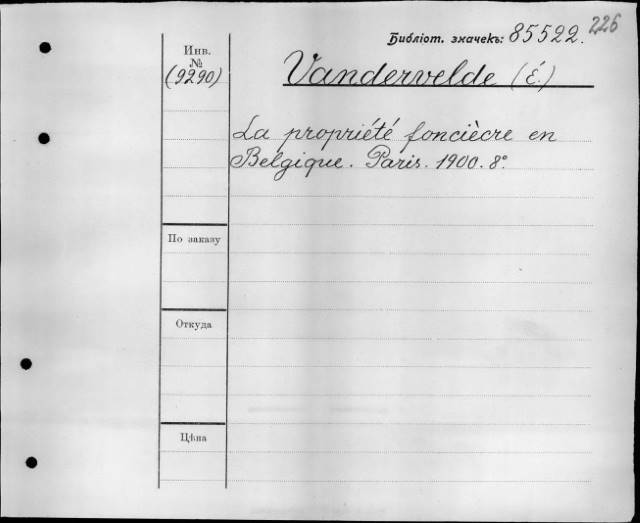 226
Библіот. значекъ: 85522.
Инв.
№
(9290)
Vandervelde (É.)
La propriété fonciècre en
Belgique. Paris. 1900. 8°
По заказу
Откуда
Цѣна